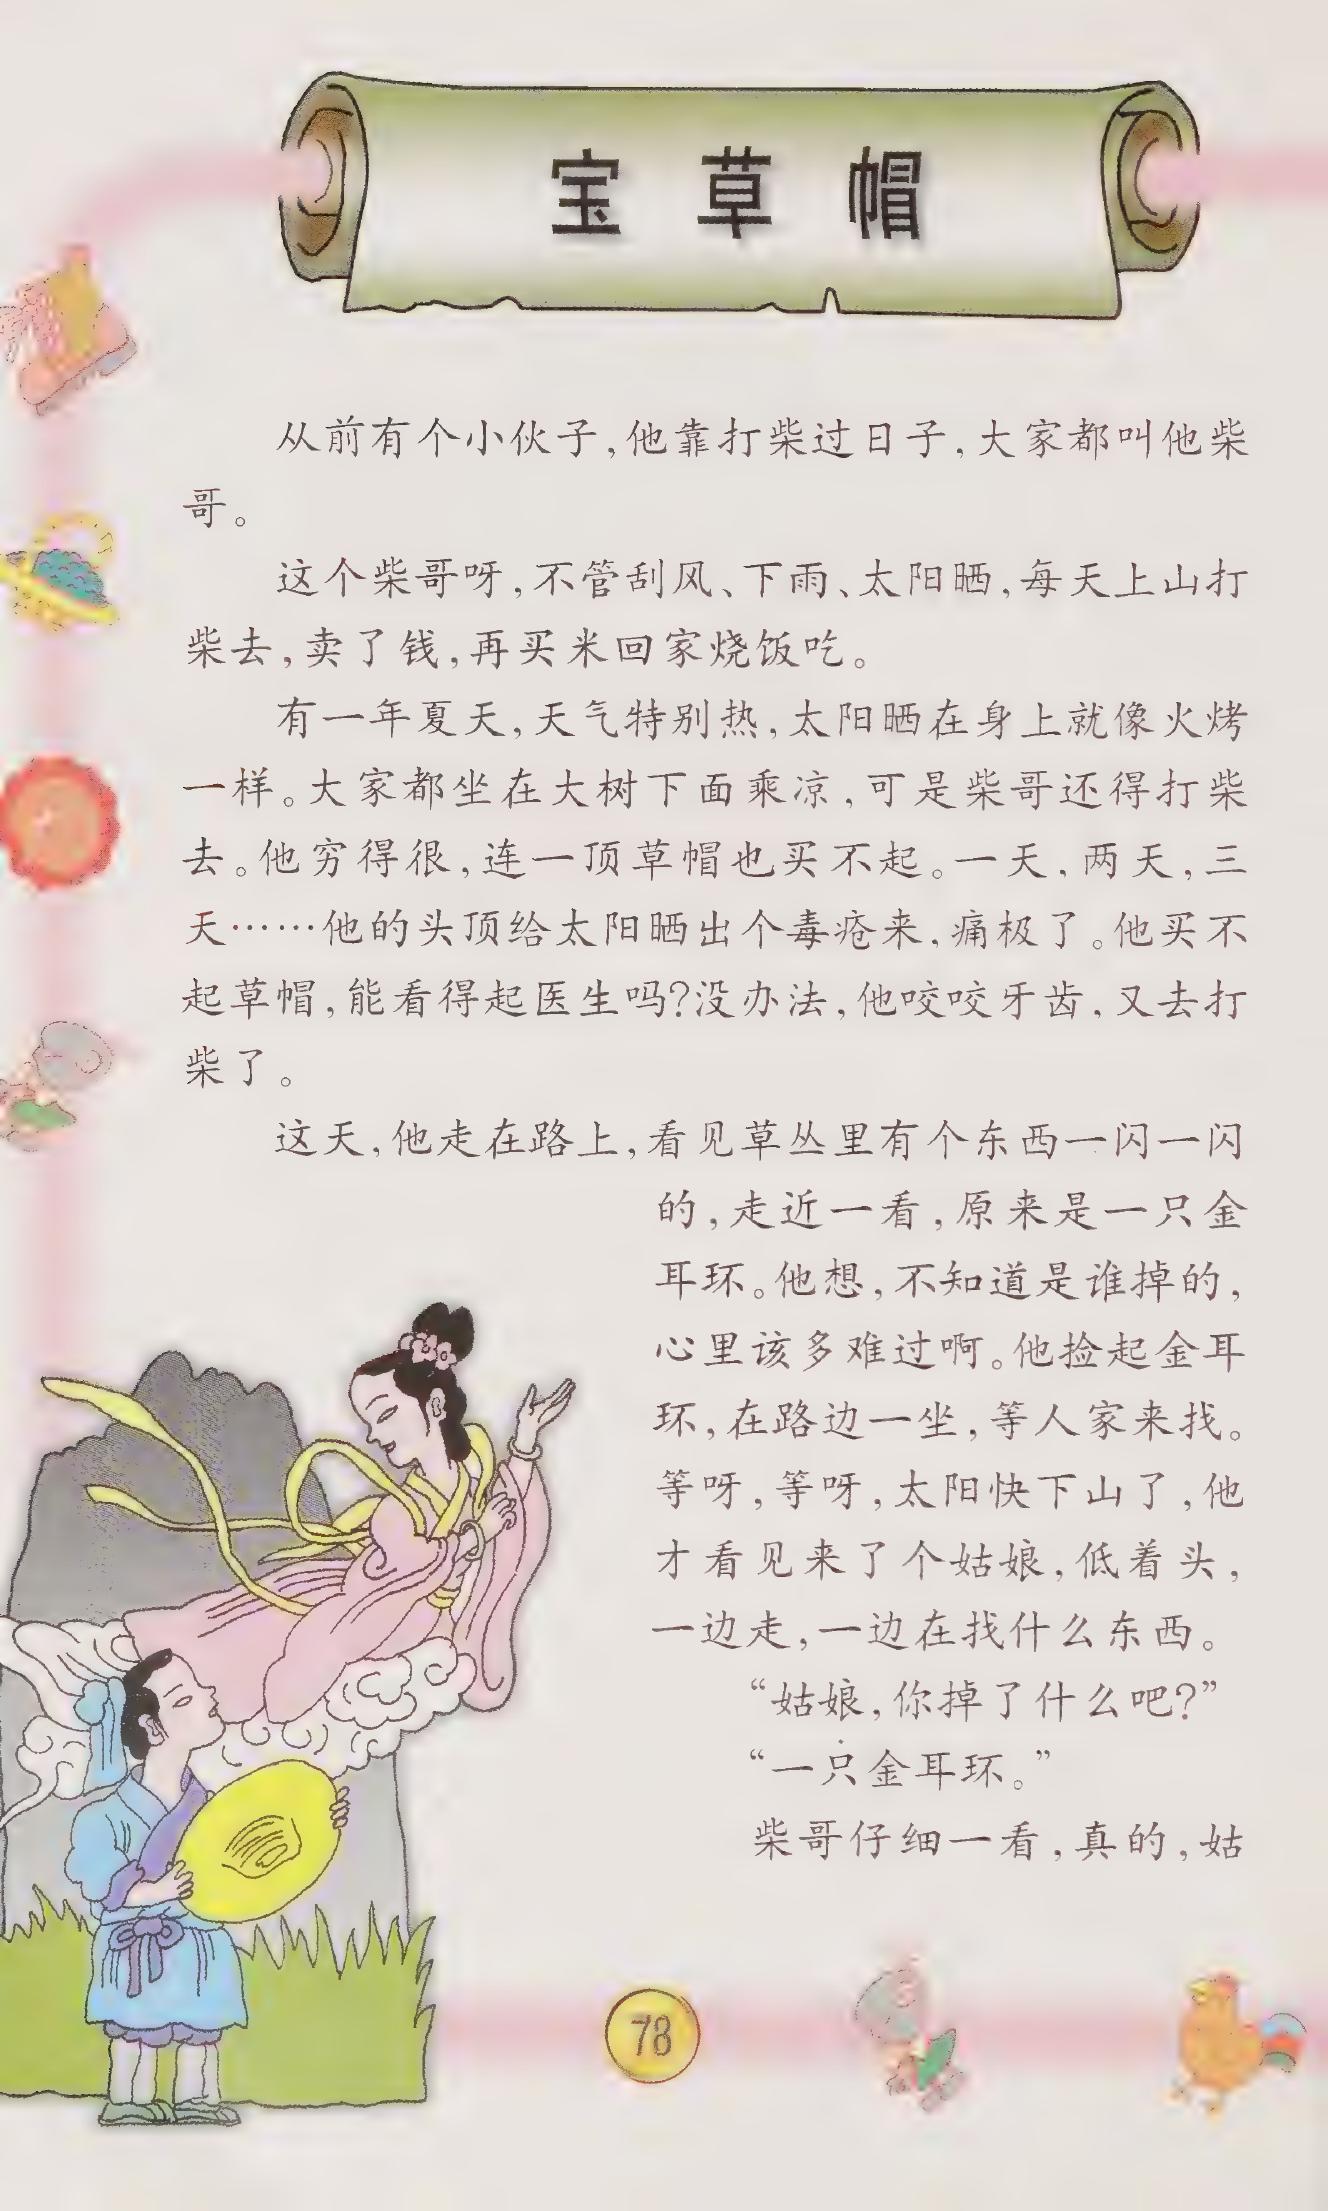 宝草帽
从前有个小伙子,他靠打柴过日子,大家都叫他柴
哥。
这个柴哥呀,不管刮风、下雨、太阳晒,每天上山打
柴去,卖了钱,再买米回家烧饭吃。
有一年夏天,天气特别热,太阳晒在身上就像火烤
一样。大家都坐在大树下面乘凉,可是柴哥还得打柴
去。他穷得很,连一顶草帽也买不起。一天,两天,三
天……他的头顶给太阳晒出个毒疮来,痛极了。他买不
起草帽,能看得起医生吗?没办法,他咬咬牙齿,又去打
柴了。
这天,他走在路上,看见草丛里有个东西一闪一闪
的,走近一看,原来是一只金
耳环。他想,不知道是谁掉的,
心里该多难过啊。他捡起金耳
环,在路边一坐,等人家来找。
等呀,等呀,太阳快下山了,他
才看见来了个姑娘,低着头,
一边走,一边在找什么东西。
“姑娘,你掉了什么吧?”
“一只金耳环。”
柴哥仔细一看,真的,姑
78